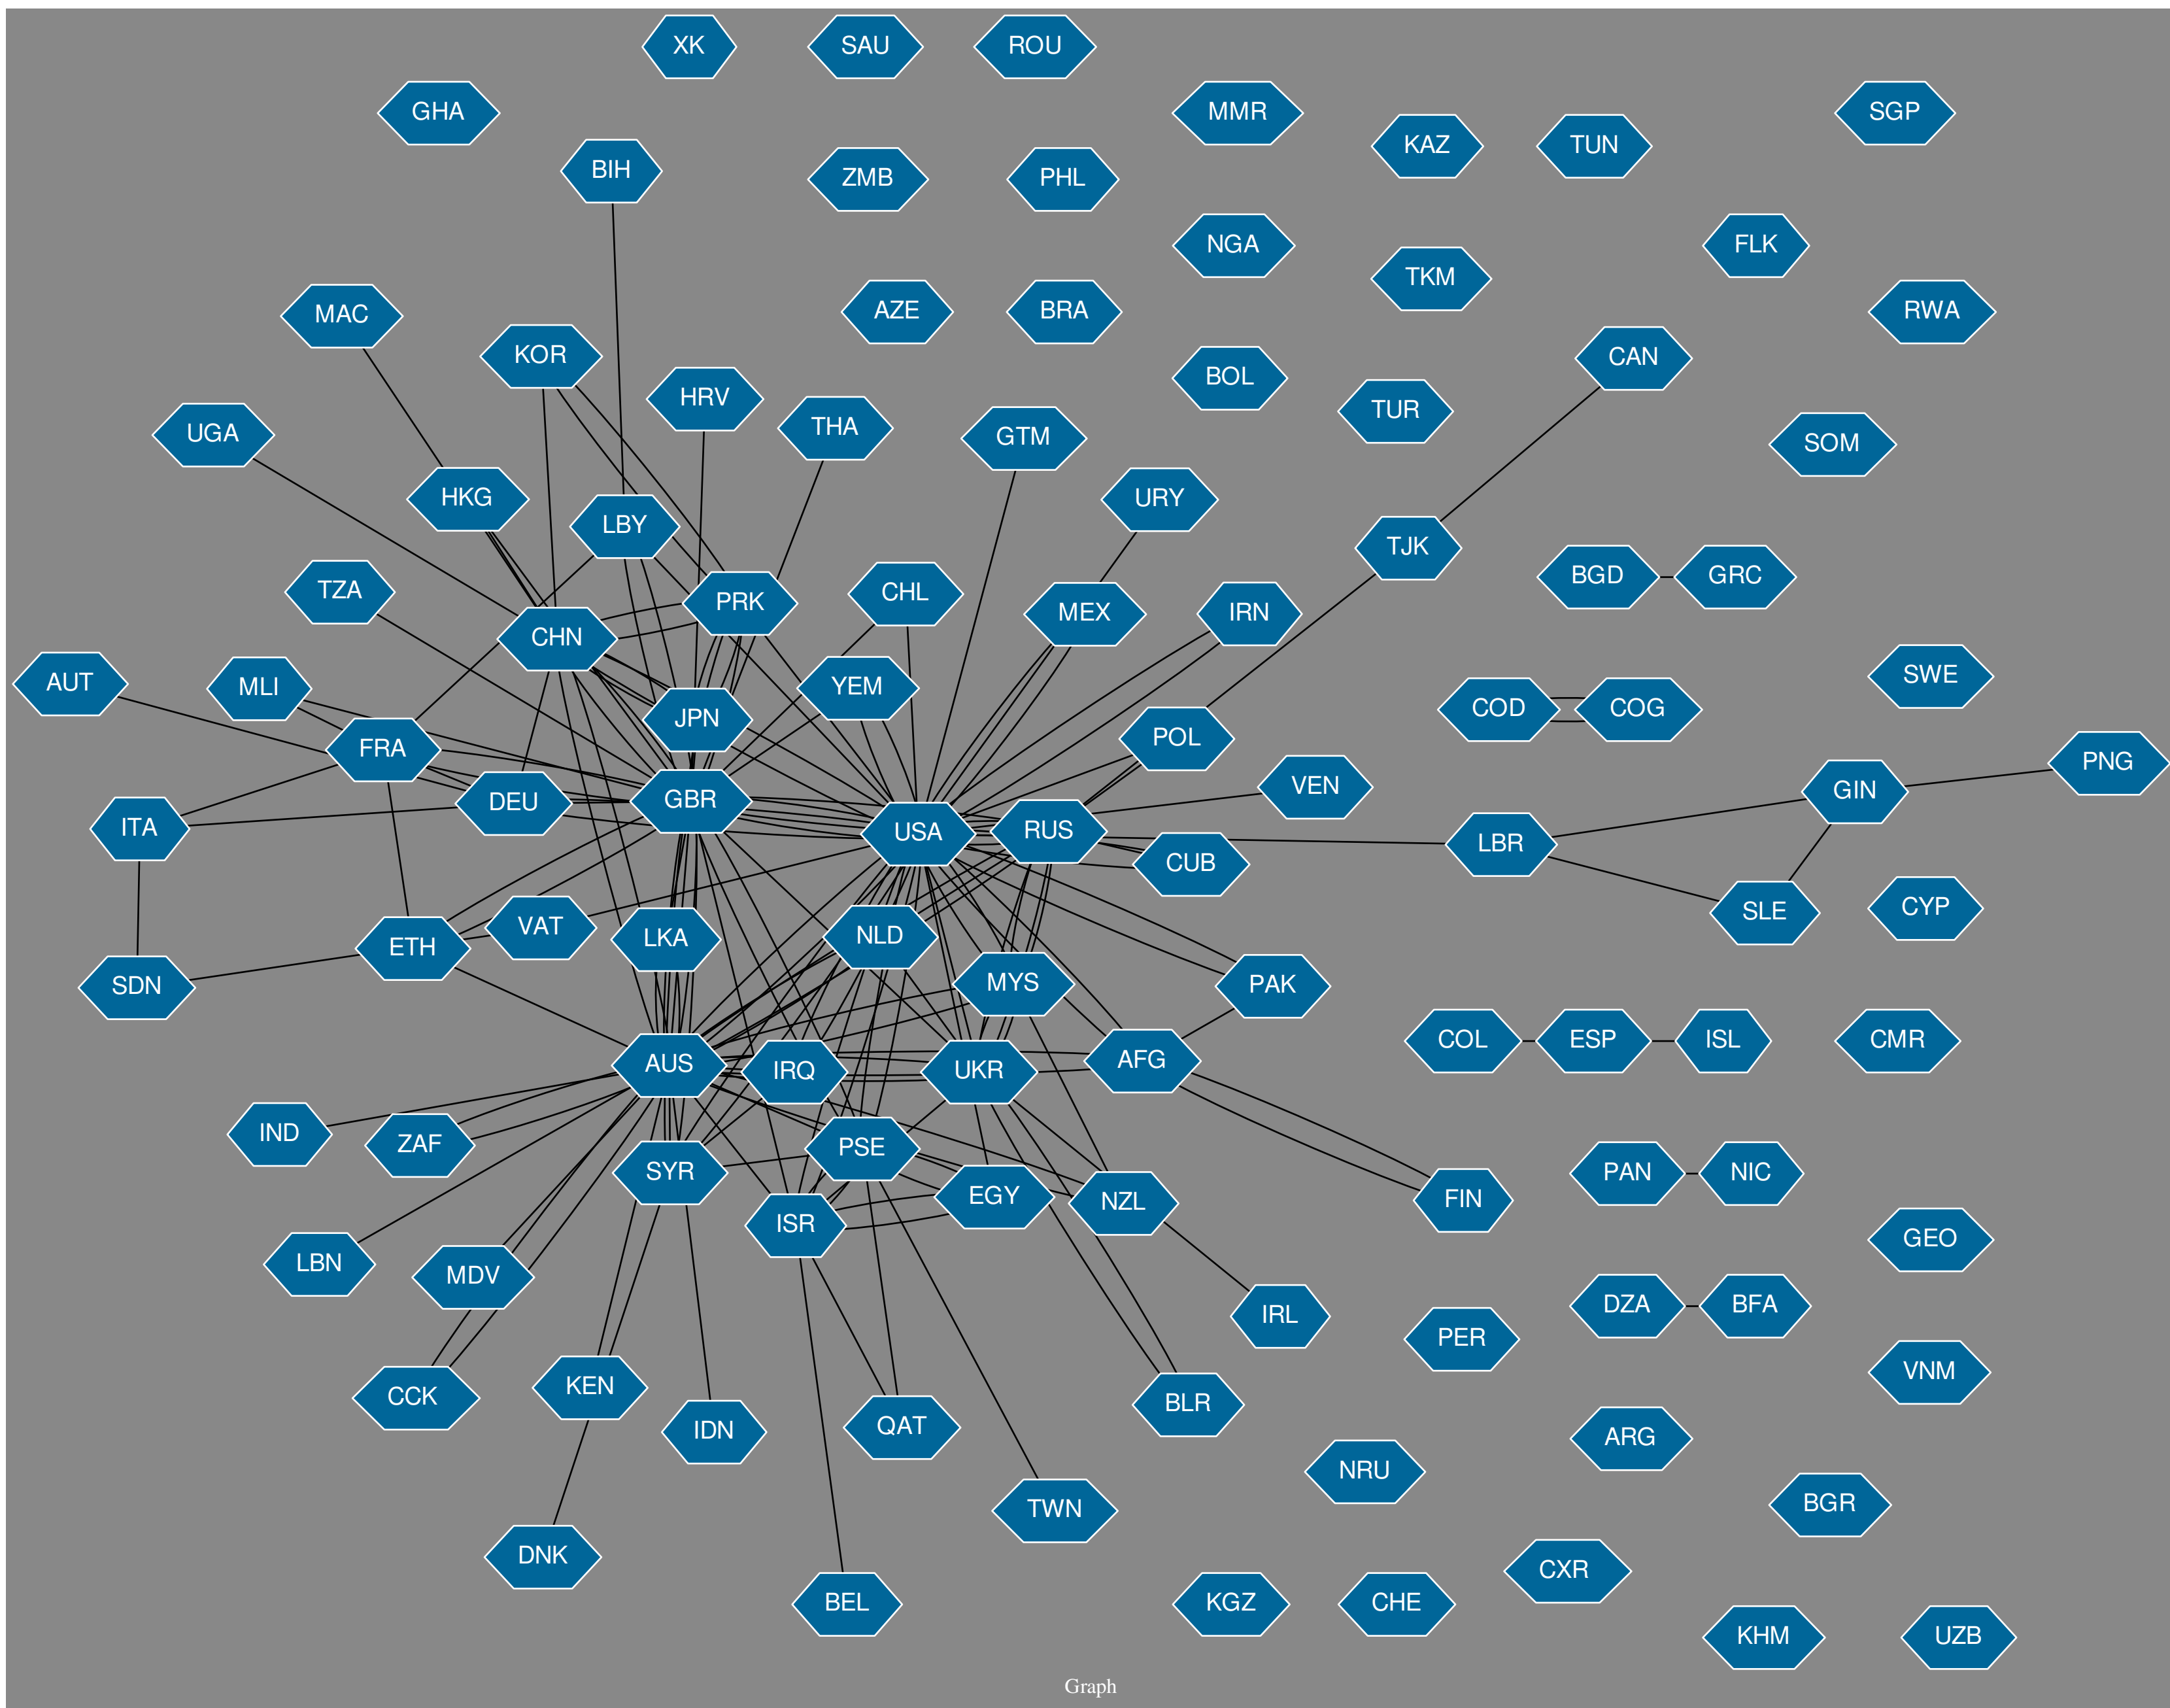 XK
SAU
ROU
GHA
MMR
SGP
KAZ
TUN
BIH
ZMB
PHL
NGA
FLK
TKM
MAC
AZE
BRA
RWA
KOR
CAN
HRV
BOL
TUR
UGA
THA
GTM
SOM
HKG
URY
LBY
TJK
TZA
PRK
CHL
MEX
IRN
BGD
GRC
CHN
AUT
MLI
YEM
SWE
JPN
COD
COG
FRA
POL
PNG
DEU
GBR
VEN
GIN
ITA
USA
RUS
LBR
CUB
ETH
VAT
LKA
NLD
SLE
CYP
SDN
MYS
PAK
AUS
IRQ
UKR
AFG
COL
ESP
ISL
CMR
IND
ZAF
PSE
SYR
PAN
NIC
ISR
EGY
NZL
FIN
LBN
MDV
GEO
IRL
PER
DZA
BFA
CCK
KEN
IDN
QAT
BLR
VNM
ARG
NRU
TWN
BGR
DNK
CXR
BEL
KGZ
CHE
KHM
UZB
Graph